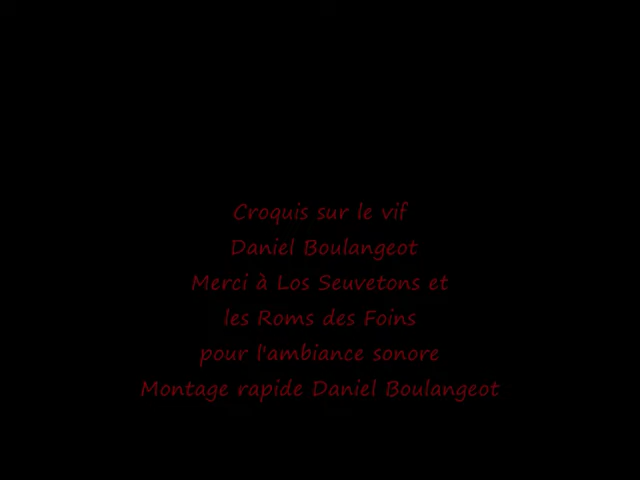 Croquis sur le vif
Daniel Boulangeot
Merci à Los Seuvetons et
les Roms des Foins
pour l'ambiance sonore
Montage rapide Daniel Boulangeot